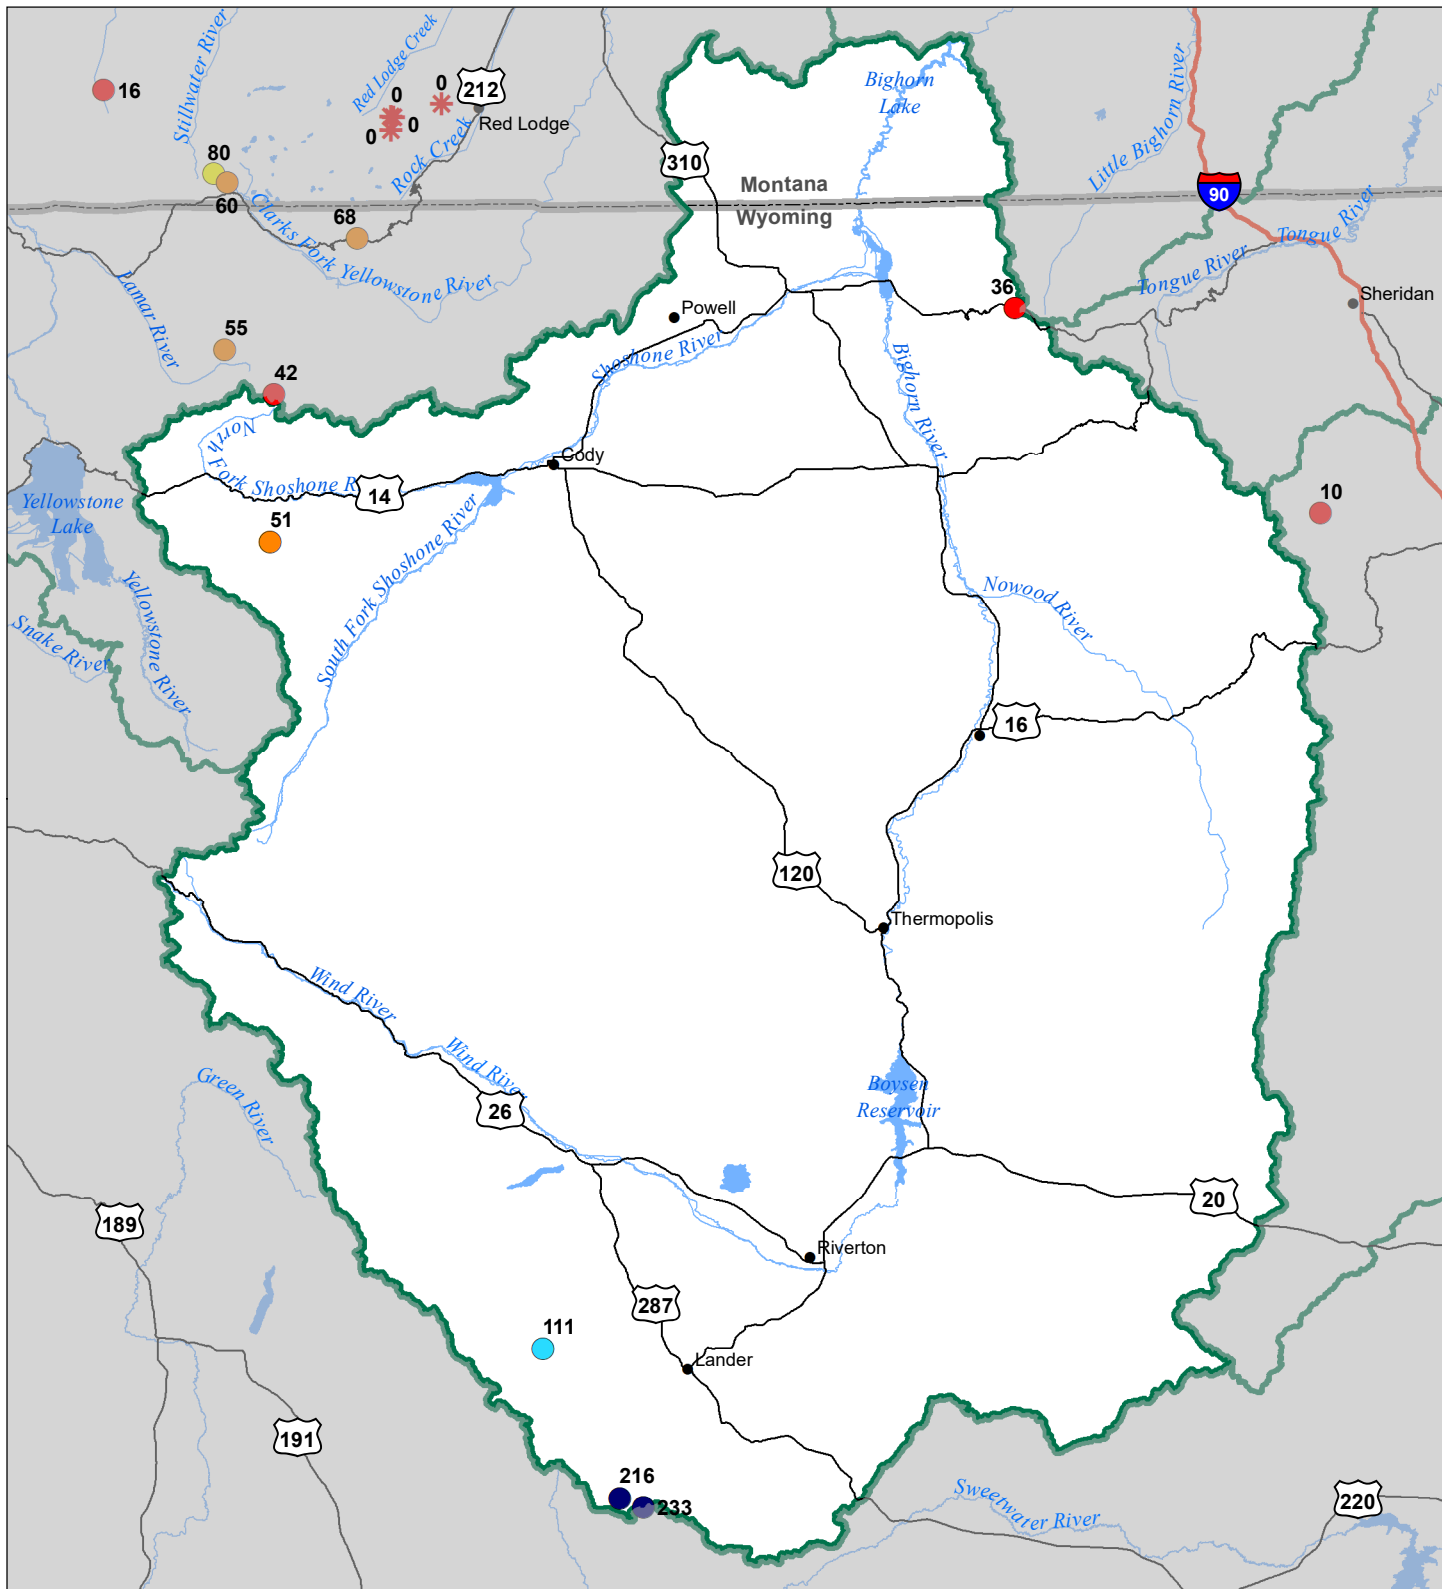 Stillwater River
Red Lodge Creek
16
0
0
0
0
212
Red Lodge
Rock Creek
Bighorn
Lake
Little Bighorn River
80
60
68
Clarks Fork Yellowstone River
310
Montana
Wyoming
90
Tongue River
Tongue River
Lamar River
36
Sheridan
Powell
55
Shoshone River
42
Bighorn River
North
Fork Shoshone R
Cody
14
Yellowstone
Lake
51
10
South Fork Shoshone River
Nowood River
Yellowstone River
Snake River
16
120
Thermopolis
Wind River
Wind River
Green River
26
Boysen
Reservoir
189
20
Riverton
287
111
Lander
191
216
233
Sweetwater River
220